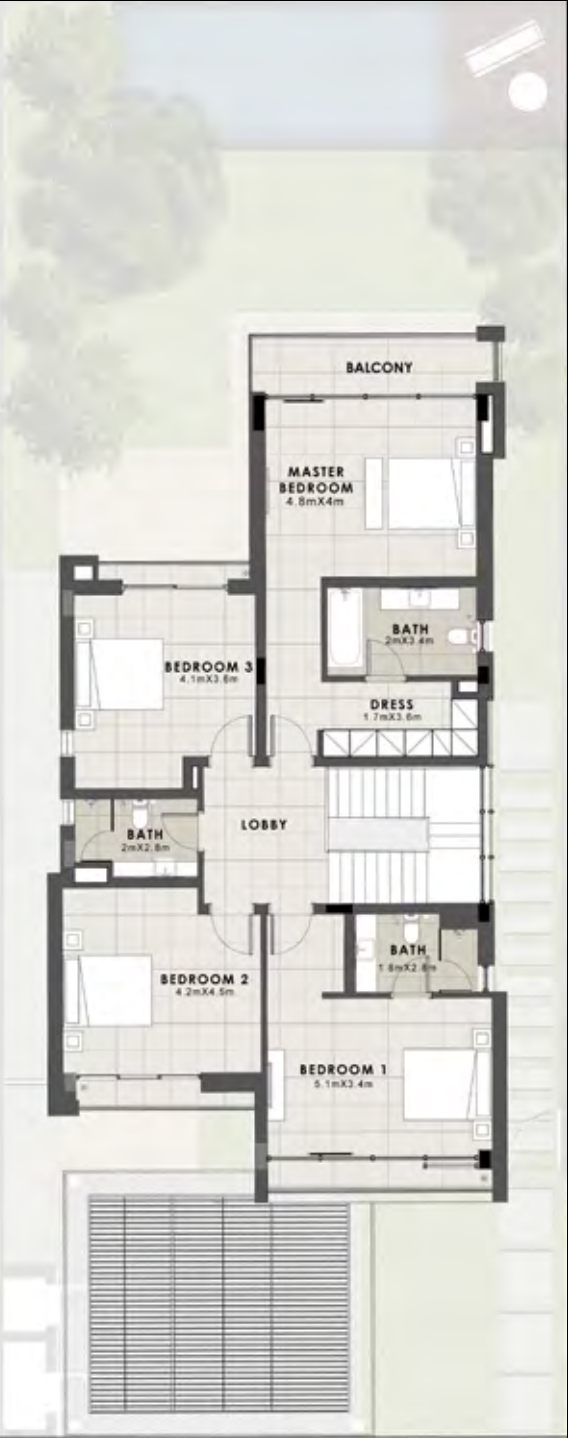 BALCONY
MASTER
BEDROOM
4.8mX4m
BATH
2mX3.4m
BEDROOM 3
4.1mX3.6m
DRESS
1.7mX3.6m
LOBBY
BATH
2mX2.8m
BATH
1.8mX2.8m
BEDROOM 2
4.2mX4.5m
BEDROOM 1
5.1mX3.4m